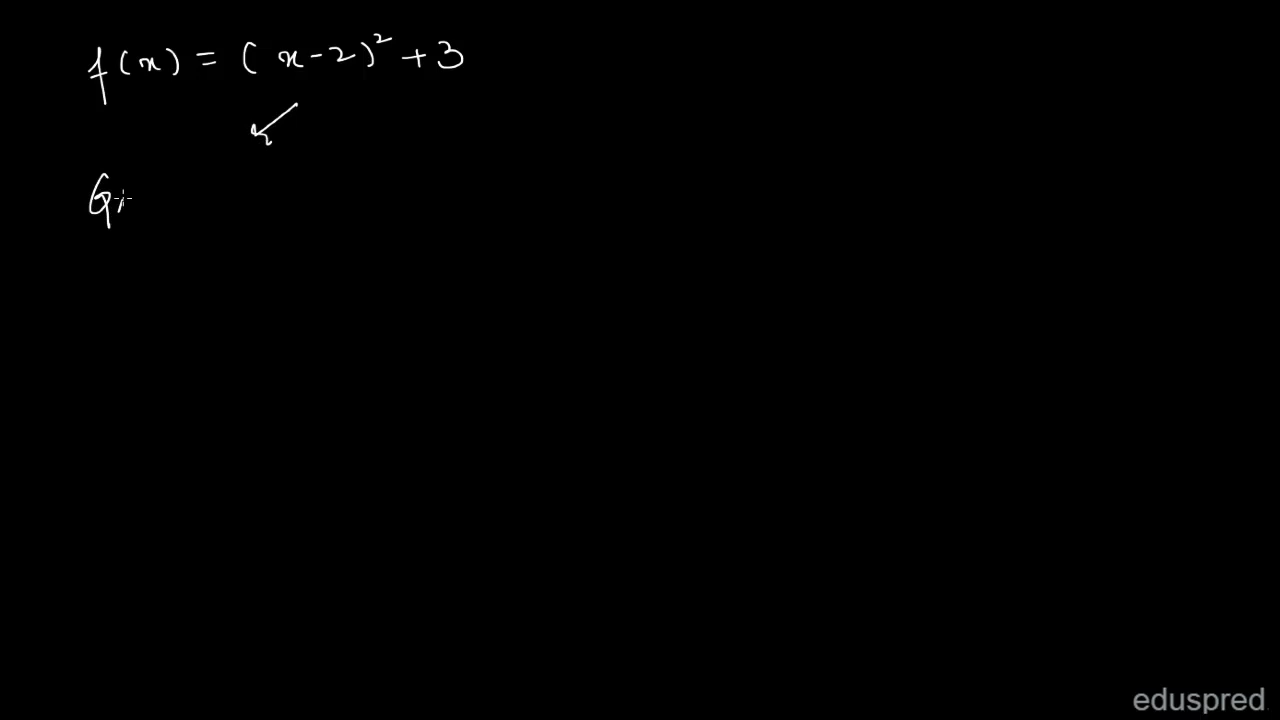 f(x) = (x-2)² + 3
eduspred